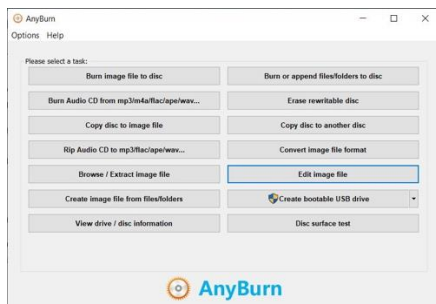 AnyBurn
Options Help
Please select a task:
Burn image file to disc
Burn or append files/folders to disc
Burn Audio CD from mp3/m4a/flac/ape/wav...
Erase rewritable disc
Copy disc to image file
Copy disc to another disc
Rip Audio CD to mp3/flac/ape/wav...
Convert image file format
Browse / Extract image file
Edit image file
Create image file from files/folders
Create bootable USB drive
View drive / disc information
Disc surface test
AnyBurn